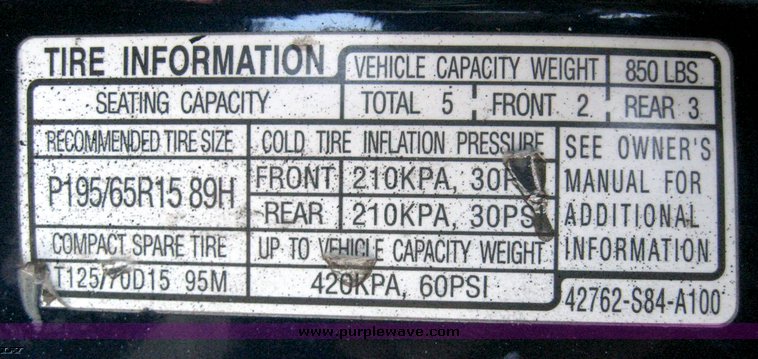 TIRE INFORMATION
VEHICLE CAPACITY WEIGHT 850 LBS
SEATING CAPACITY TOTAL 5 FRONT 2 REAR 3
RECOMMENDED TIRE SIZE COLD TIRE INFLATION PRESSURE
SEE OWNER'S
MANUAL FOR
ADDITIONAL
INFORMATION
P195/65R15 89H
FRONT 210KPA, 30PSI
REAR 210KPA, 30PSI
COMPACT SPARE TIRE UP TO VEHICLE CAPACITY WEIGHT
T125/70D15 95M 420KPA, 60PSI
42762-S84-A100
www.purplewave.com